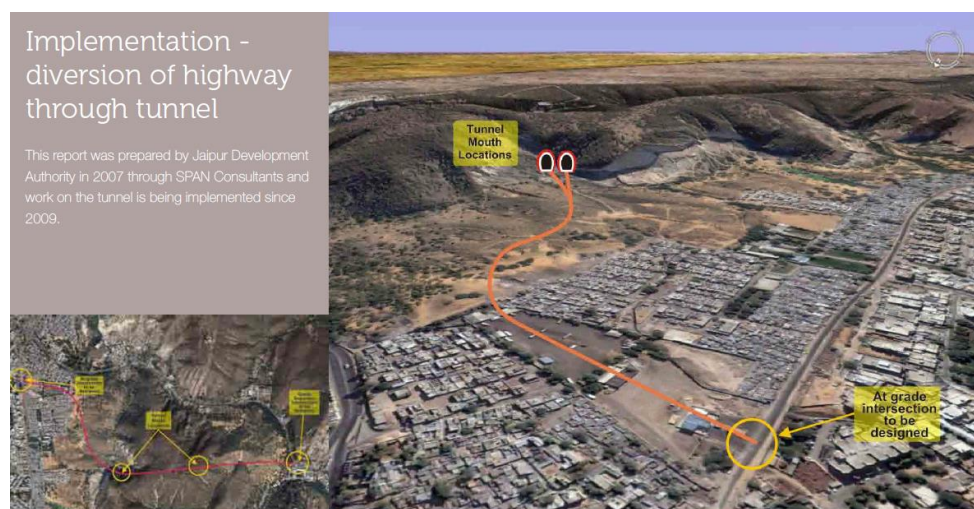 Implementation -
diversion of highway
through tunnel
This report was prepared by Jaipur Development
Authority in 2007 through SPAN Consultants and
work on the tunnel is being implemented since
2009.
Tunnel
Mouth
Locations
At grade
intersection
to be
designed